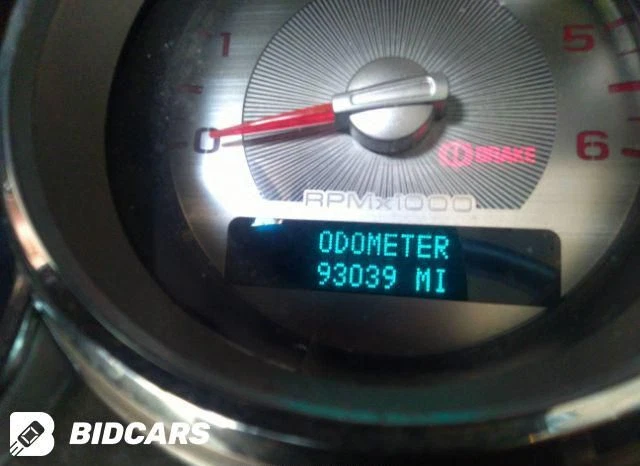 1
5
0
6
BRAKE
RPMx1000
ODOMETER
93039 MI
BIDCARS